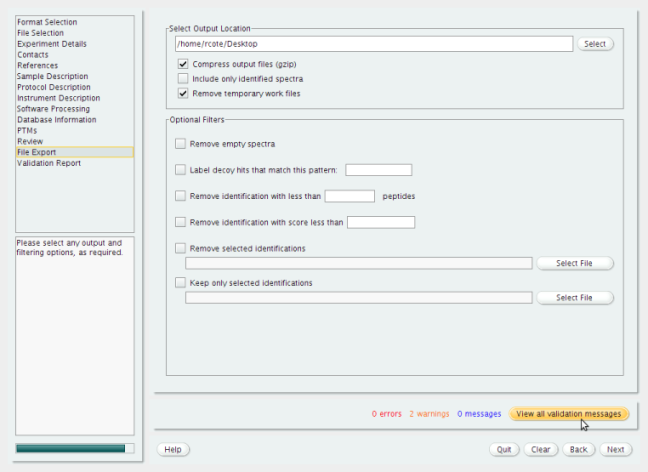 Format Selection
File Selection
Experiment Details
Contacts
References
Sample Description
Protocol Description
Instrument Description
Software Processing
Database Information
PTMs
Review
File Export
Validation Report
Please select any output and
filtering options, as required.
Select Output Location
/home/rcote/Desktop
Select
Compress output files (gzip)
Include only identified spectra
Remove temporary work files
Optional Filters
Remove empty spectra
Label decoy hits that match this pattern:
Remove identification with less than peptides
Remove identification with score less than
Remove selected identifications
Select File
Keep only selected identifications
Select File
0 errors 2 warnings 0 messages View all validation messages
Help Quit Clear Back Next